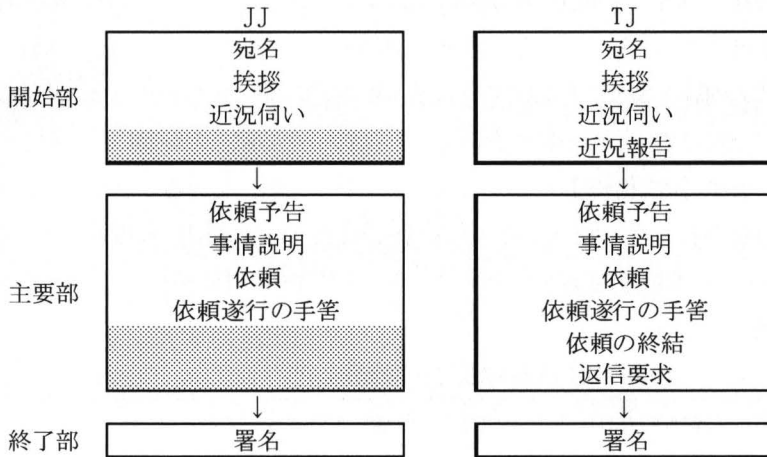 JJ
TJ
開始部
宛名
挨拶
近況伺い
宛名
挨拶
近況伺い
近況報告
↓
↓
主要部
依頼予告
事情説明
依頼
依頼遂行の手筈
依頼予告
事情説明
依頼
依頼遂行の手筈
依頼の終結
返信要求
↓
↓
終了部
署名
署名